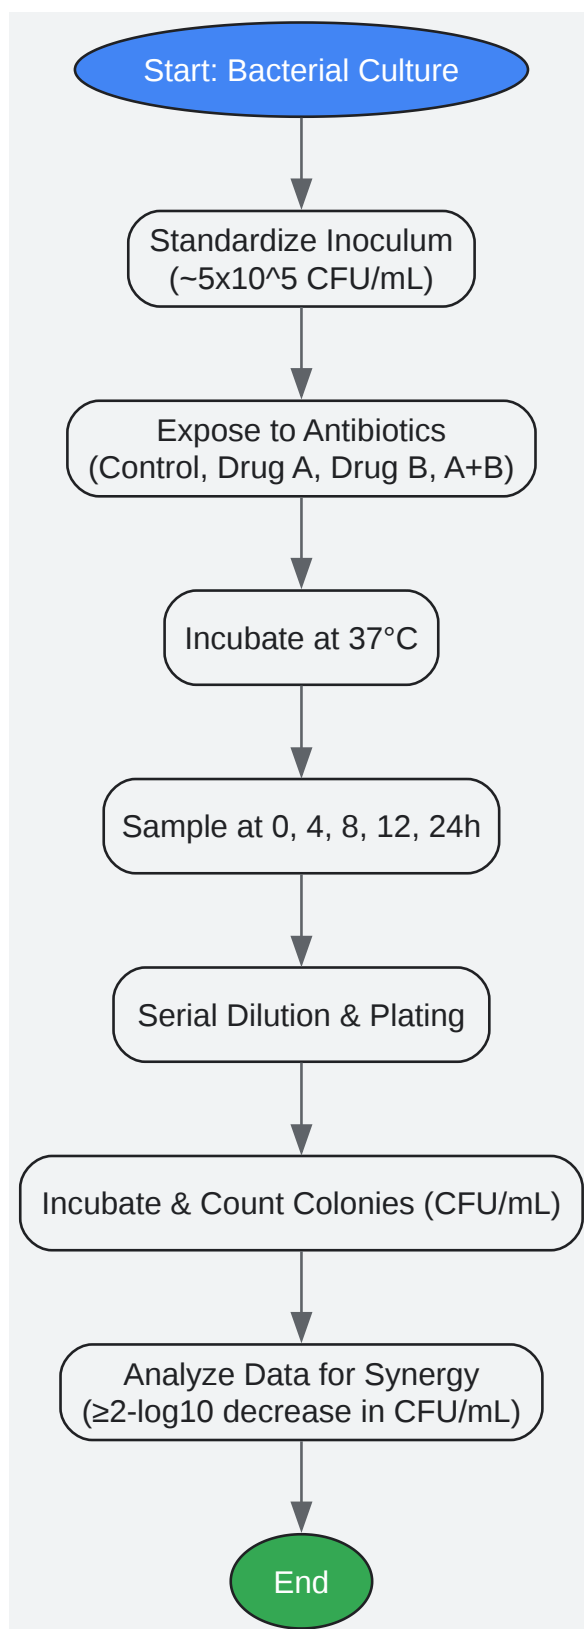 Start: Bacterial Culture
Standardize Inoculum
(~5x10^5 CFU/mL)
Expose to Antibiotics
(Control, Drug A, Drug B, A+B)
Incubate at 37°C
Sample at 0, 4, 8, 12, 24h
Serial Dilution & Plating
Incubate & Count Colonies (CFU/mL)
Analyze Data for Synergy
(≥2-log10 decrease in CFU/mL)
End